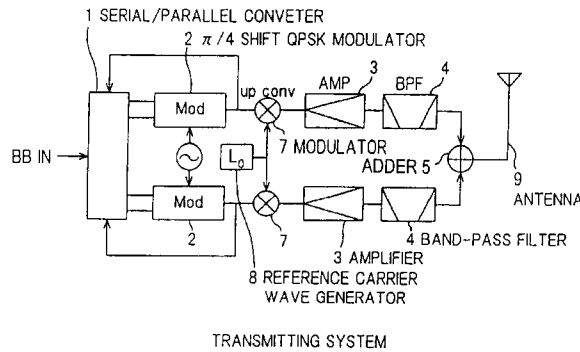 1 SERIAL/PARALLEL CONVETER
2 π/4 SHIFT QPSK MODULATOR
up conv
AMP 3
BPF 4
Mod
7 MODULATOR
BB IN
L0
ADDER 5
9
ANTENNA
Mod
2
7
3 AMPLIFIER
4 BAND-PASS FILTER
8 REFERENCE CARRIER
WAVE GENERATOR
TRANSMITTING SYSTEM